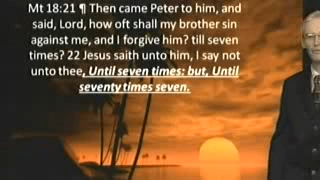 Mt 18:21 ¶ Then came Peter to him, and
said, Lord, how oft shall my brother sin
against me, and I forgive him? till seven
times? 22 Jesus saith unto him, I say not
unto thee, Until seven times: but, Until
seventy times seven.